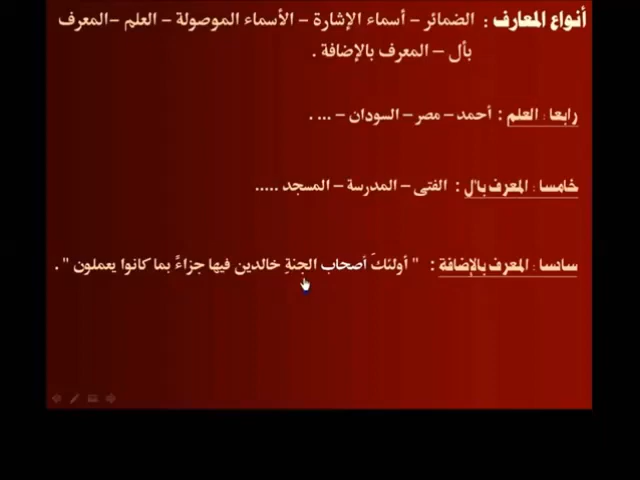 أنواع المعارف : الضمائر – أسماء الإشارة – الأسماء الموصولة – العلم – المعرف
بأل – المعرف بالإضافة .
رابعا : العلم : أحمد – مصر – السودان – ... .
خامسا : المعرف بال : الفتى – المدرسة – المسجد .....
سادسا : المعرف بالإضافة : " أولئكَ أصحاب الجنةِ خالدين فيها جزاءً بما كانوا يعملون " .